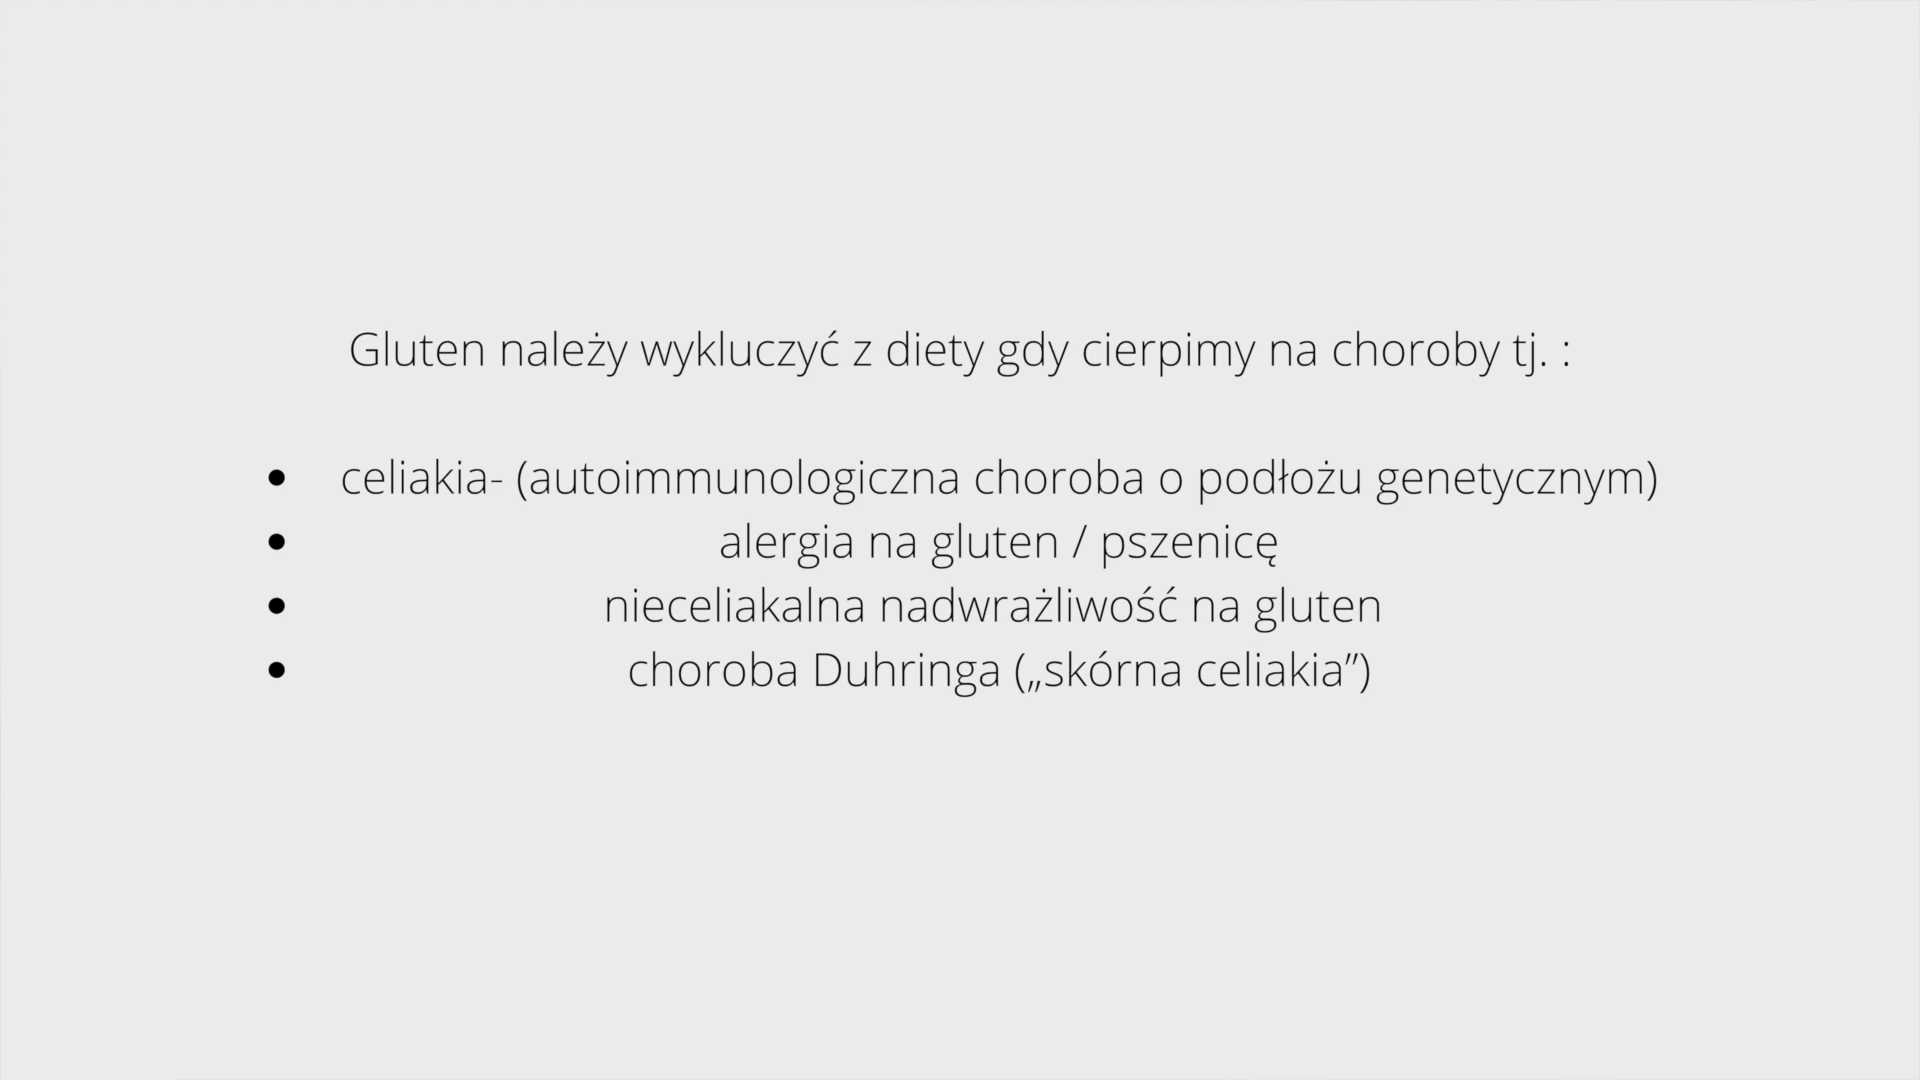 Gluten należy wykluczyć z diety gdy cierpimy na choroby tj. :
• celiakia- (autoimmunologiczna choroba o podłożu genetycznym)
• alergia na gluten / pszenicę
• nieceliakalna nadwrażliwość na gluten
• choroba Duhringa („skórna celiakia”)